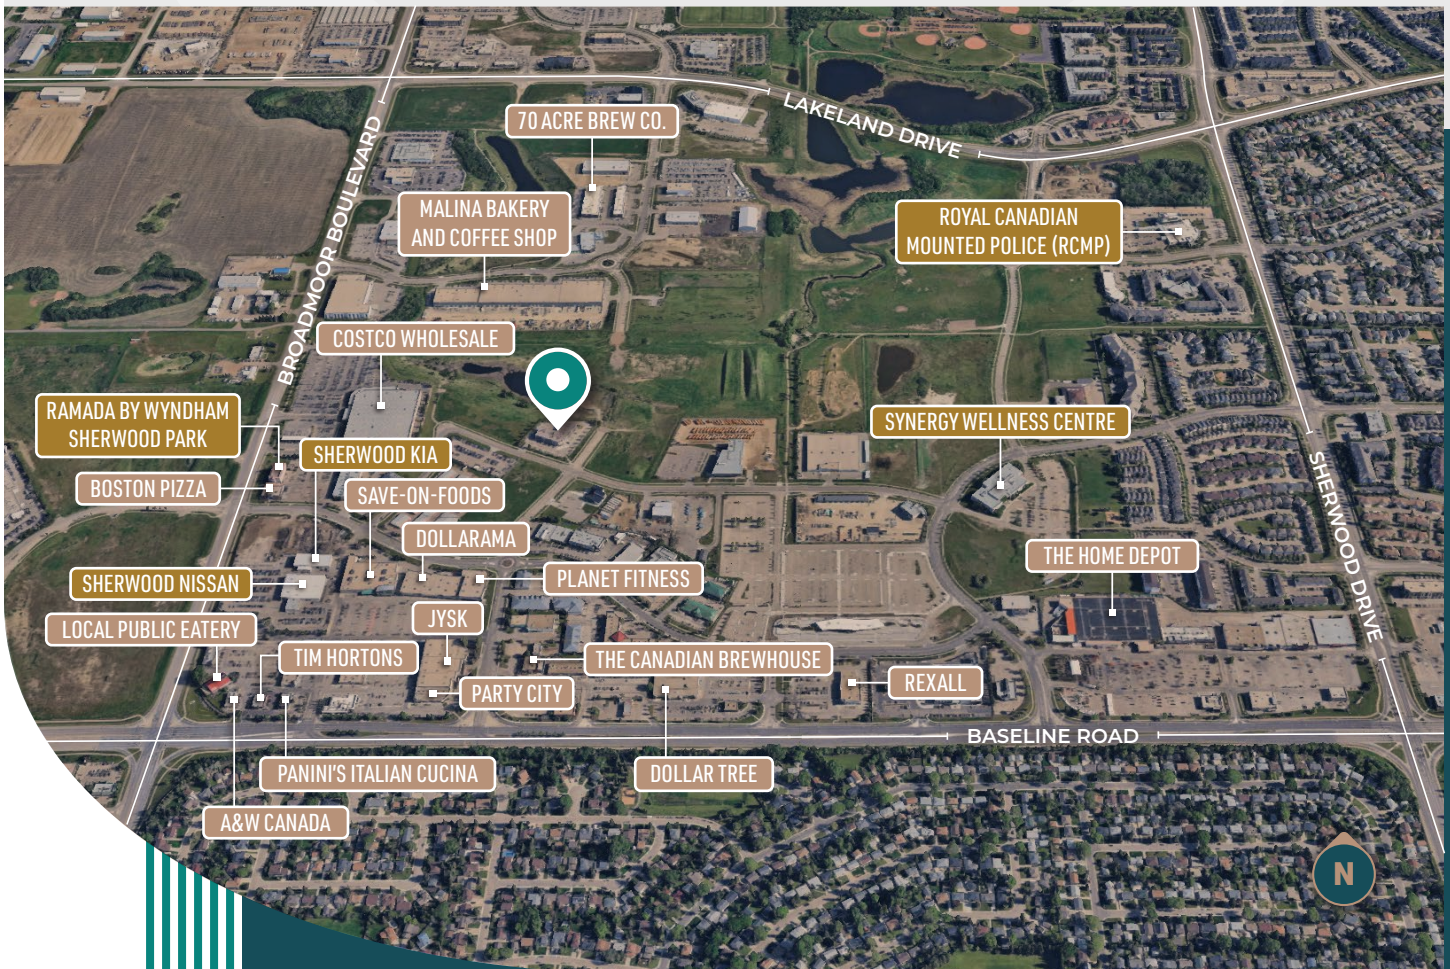 LAKELAND DRIVE
70 ACRE BREW CO.
BROADMOOR BOULEVARD
MALINA BAKERY
AND COFFEE SHOP
ROYAL CANADIAN
MOUNTED POLICE (RCMP)
COSTCO WHOLESALE
RAMADA BY WYNDHAM
SHERWOOD PARK
SYNERGY WELLNESS CENTRE
SHERWOOD KIA
BOSTON PIZZA
SAVE-ON-FOODS
SHERWOOD DRIVE
DOLLARAMA
THE HOME DEPOT
SHERWOOD NISSAN
PLANET FITNESS
JYSK
LOCAL PUBLIC EATERY
TIM HORTONS
THE CANADIAN BREWHOUSE
REXALL
PARTY CITY
BASELINE ROAD
PANINI'S ITALIAN CUCINA
DOLLAR TREE
A&W CANADA
N